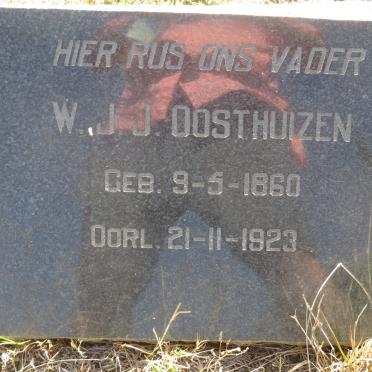 HIER RUS ONS VADER
W. J. J. OOSTHUIZEN
GEB. 9-5-1860
OORL. 21-11-1923